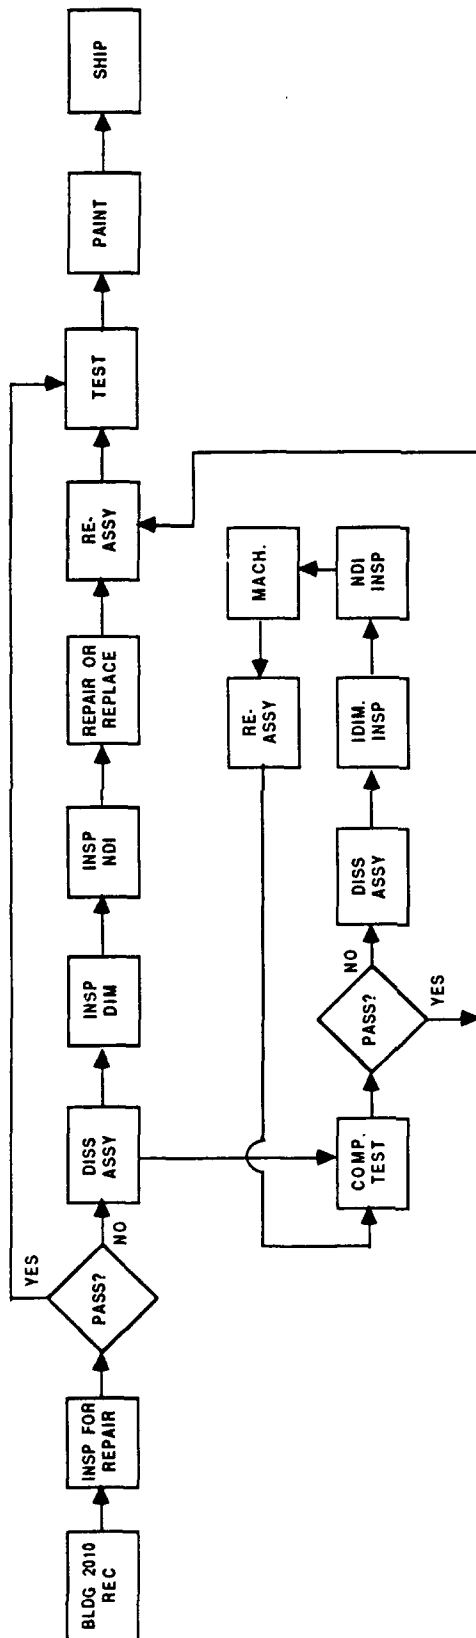 BLDG 2010
REC
INSP FOR
REPAIR
PASS?
YES
NO
DISS
ASSY
INSP
DIM
INSP
NDI
REPAIR OR
REPLACE
RE-
ASSY
TEST
PAINT
SHIP
COMP.
TEST
PASS?
NO
YES
DISS
ASSY
IDIM.
INSP
NDI
INSP
MACH.
RE-
ASSY